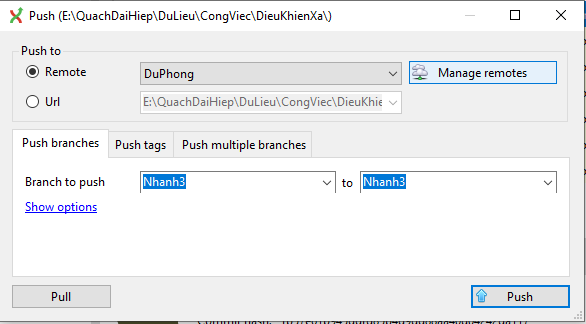 Push (E:\QuachDaiHiep\DuLieu\CongViec\DieuKhienXa\)
Push to
Remote
DuPhong
Manage remotes
Url
E:\QuachDaiHiep\DuLieu\CongViec\DieuKhie
Push branches
Push tags
Push multiple branches
Branch to push
Nhanh3
to
Nhanh3
Show options
Pull
Push